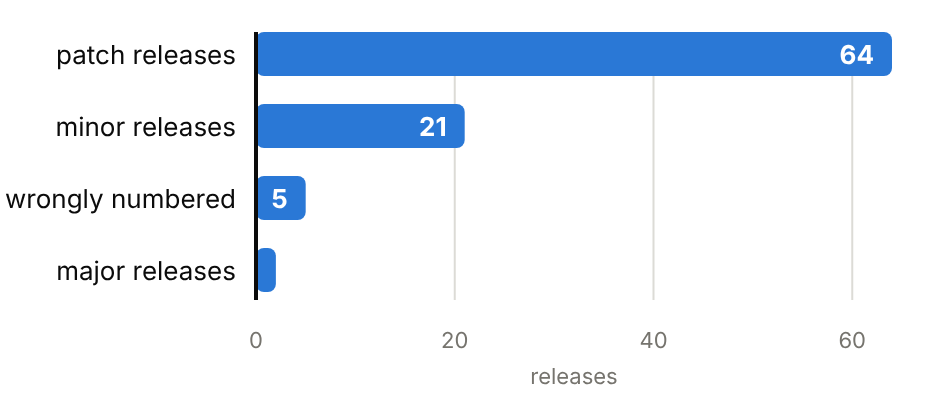 patch releases 64
minor releases 21
wrongly numbered 5
major releases
0 20 40 60
releases